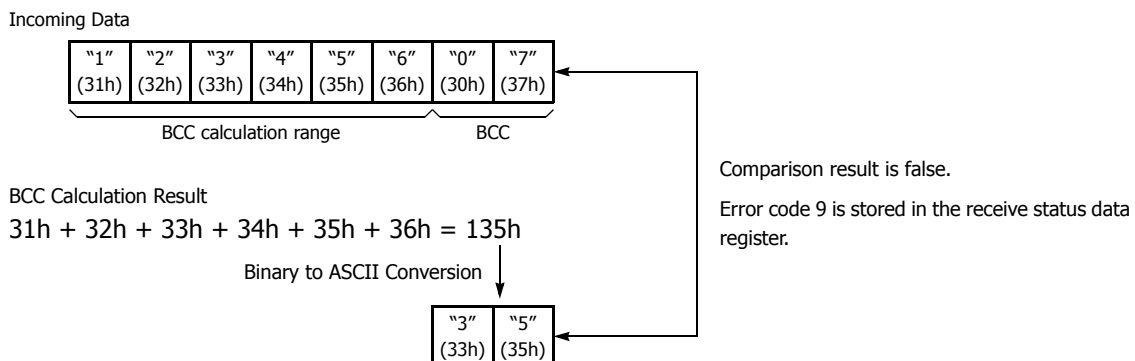 Incoming Data
“1” “2” “3” “4” “5” “6” “0” “7”
(31h) (32h) (33h) (34h) (35h) (36h) (30h) (37h)
BCC calculation range BCC
Comparison result is false.
BCC Calculation Result
Error code 9 is stored in the receive status data
register.
31h + 32h + 33h + 34h + 35h + 36h = 135h
Binary to ASCII Conversion
“3” “5”
(33h) (35h)